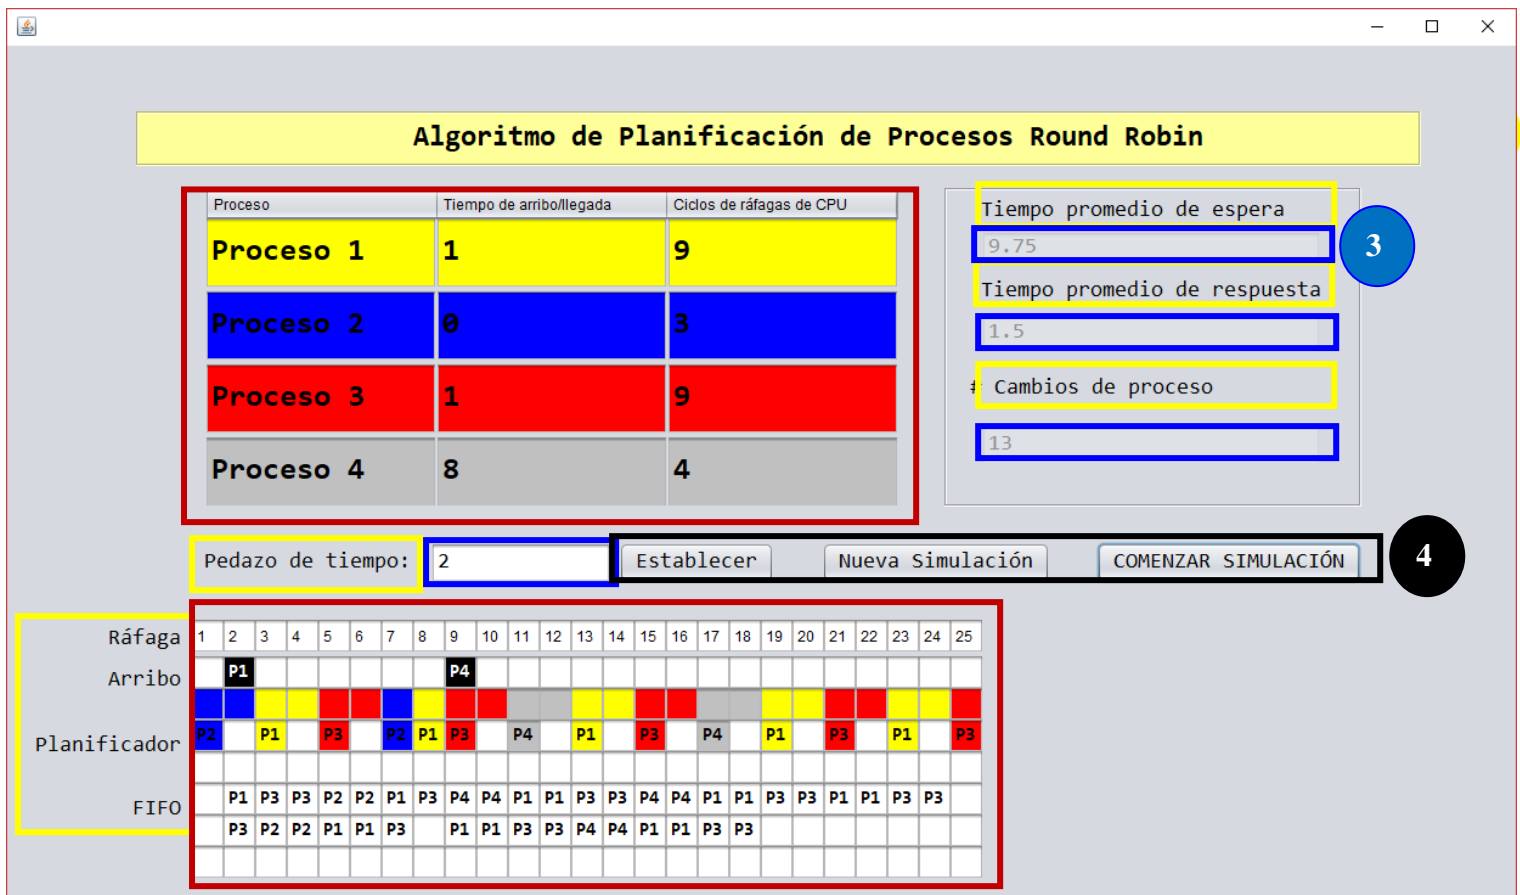 Algoritmo de Planificación de Procesos Round Robin
Proceso Tiempo de arribo/llegada Ciclos de ráfagas de CPU
Proceso 1 1 9
Proceso 2 0 3
Proceso 3 1 9
Proceso 4 8 4
Tiempo promedio de espera
9.75
3
Tiempo promedio de respuesta
1.5
# Cambios de proceso
13
Pedazo de tiempo: 2 Establecer Nueva Simulación COMENZAR SIMULACIÓN 4
Ráfaga 1 2 3 4 5 6 7 8 9 10 11 12 13 14 15 16 17 18 19 20 21 22 23 24 25
Arribo P1 P4
Planificador P2 P1 P3 P2 P1 P3 P4 P1 P3 P4 P1 P3 P1 P3
FIFO P1 P3 P3 P2 P2 P1 P3 P4 P4 P1 P1 P3 P3 P4 P4 P1 P1 P3 P3 P1 P1 P3 P3
P3 P2 P2 P1 P1 P3 P1 P1 P3 P3 P4 P4 P1 P1 P3 P3